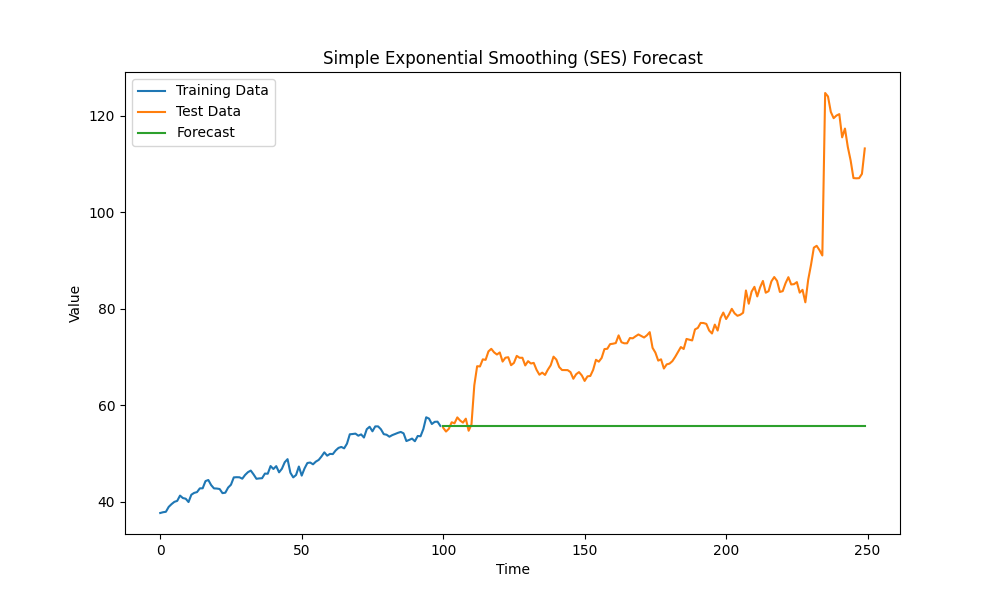 Simple Exponential Smoothing (SES) Forecast
Training Data
Test Data
Forecast
120
100
80
60
40
Value
0
50
100
150
200
250
Time